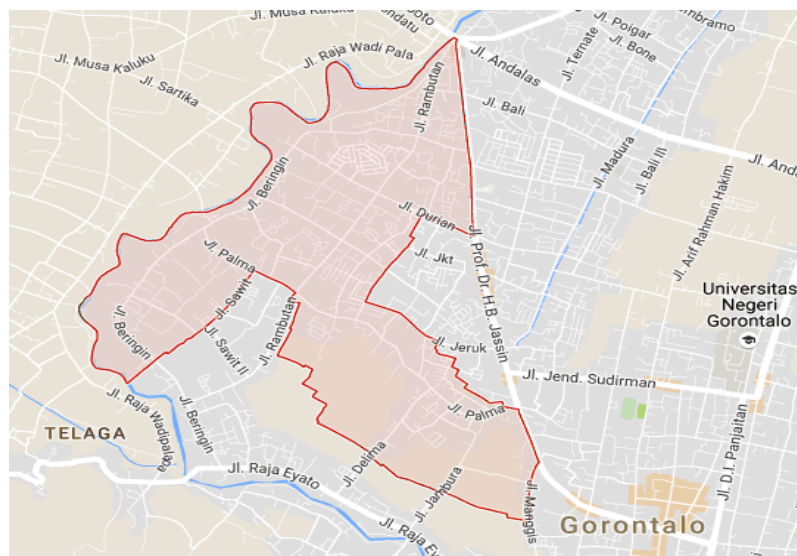 Jl. Musa Kaluku
Jl. Raja Wadi Pala
Jl. Musa Kaluku
Jl. Sartika
Jl. Rambutan
Jl. Andalas
Jl. Poigar
Jl. Bone
Jl. Ternate
Jl. Bali
Jl. Madura
Jl. Bali III
Jl. Arif Rahman Hakim
Jl. Beringin
Jl. Durian
Jl. Jkt
Jl. Prof. Dr. H.B. Jassin
Jl. Palma
Jl. Sawit
Jl. Beringin
Jl. Sawit II
Jl. Rambutan
Universitas
Negeri
Gorontalo
Jl. Jeruk
Jl. Jend. Sudirman
Jl. Palma
Jl. D.I. Panjaitan
Jl. Raja Wadipalapa
Jl. Beringin
TELAGA
Jl. Raja Eyato
Jl. Delima
Jl. Jambura
Jl. Manggis
Gorontalo